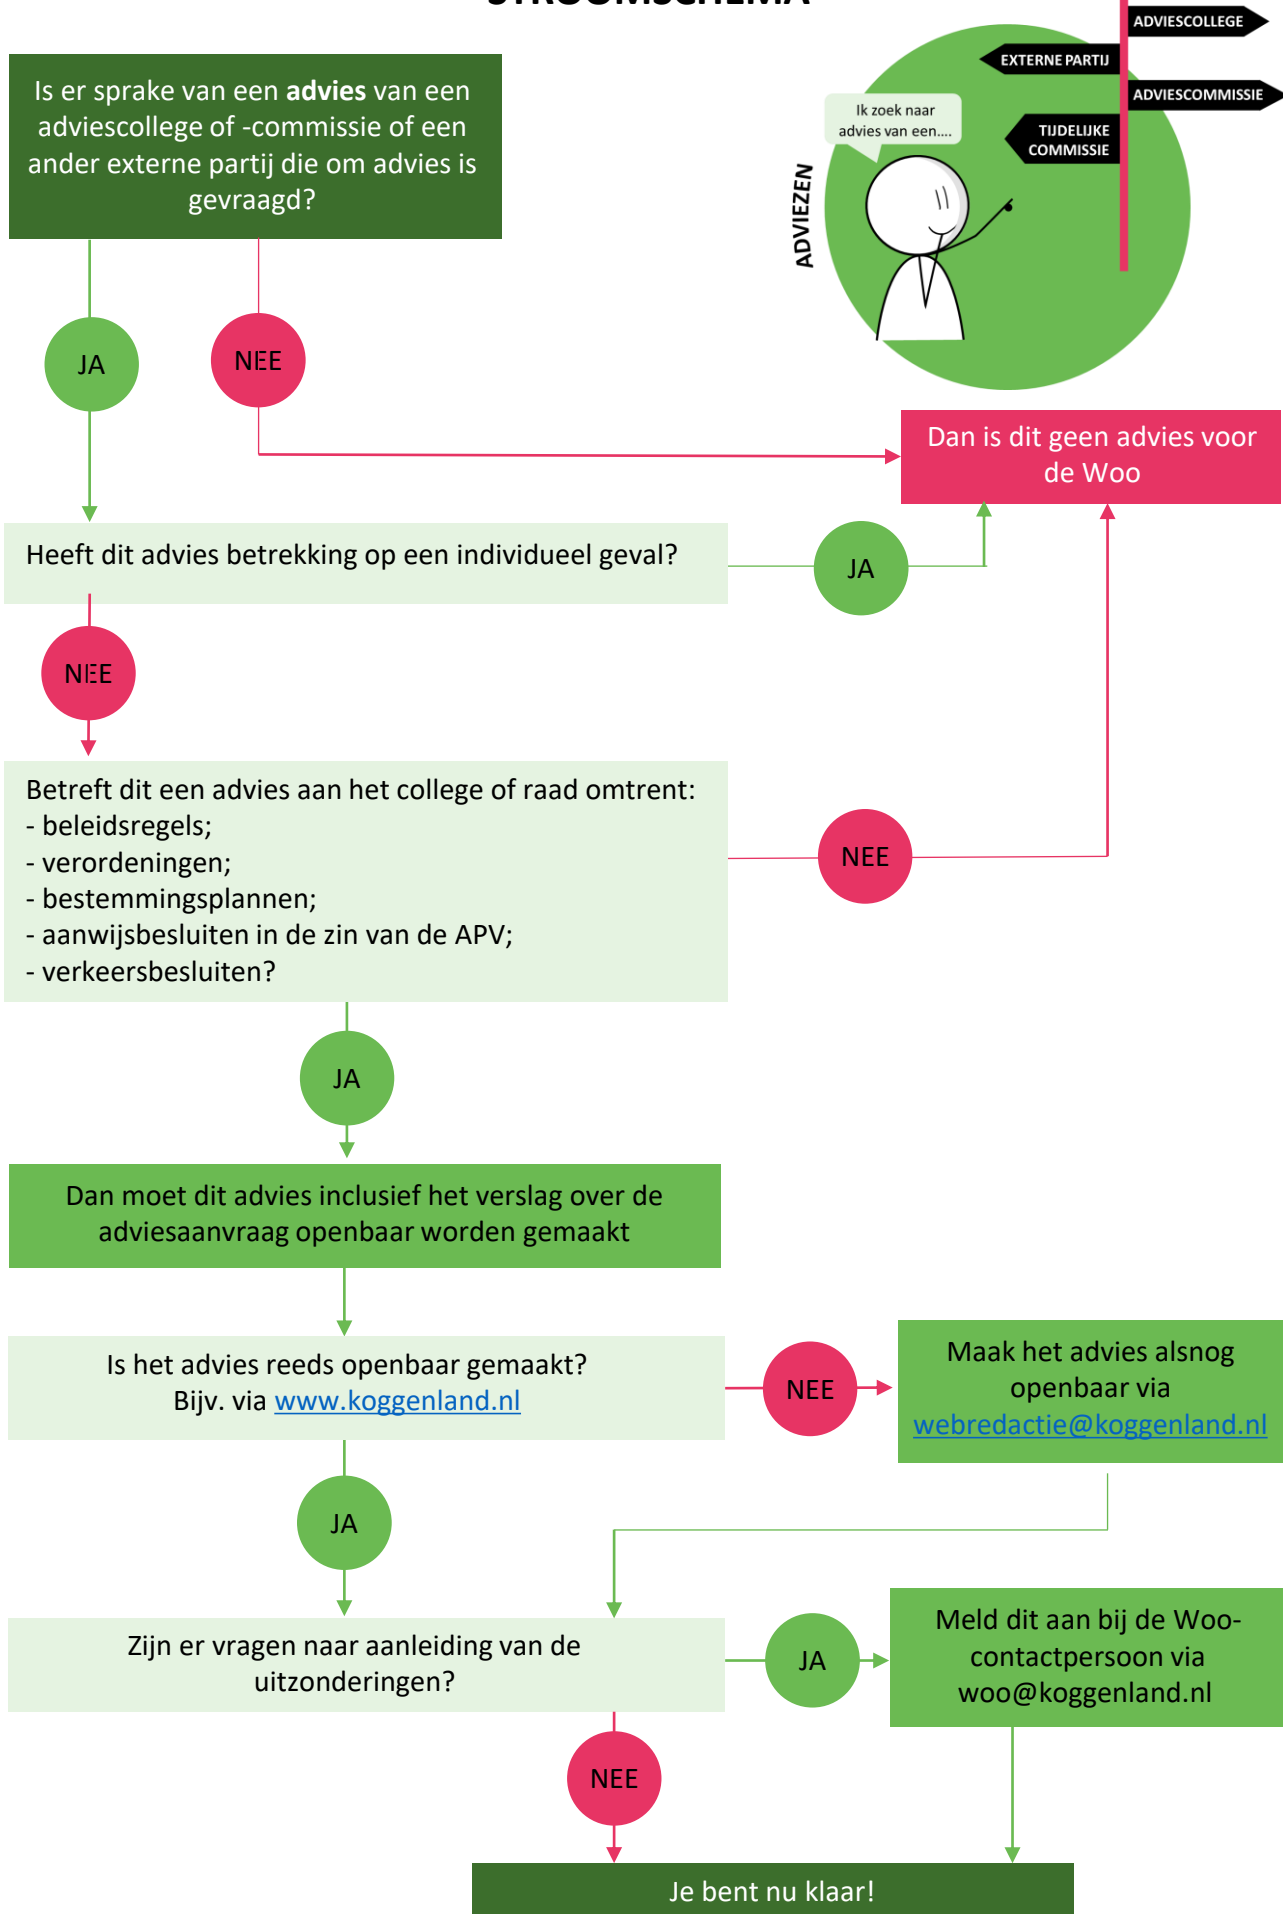 STROOMSCHEMA
ADVIESCOLLEGE
EXTERNE PARTIJ
ADVIESCOMMISSIE
TIJDELIJKE
COMMISSIE
Ik zoek naar
advies van een....
ADVIEZEN
Is er sprake van een advies van een
adviescollege of -commissie of een
ander externe partij die om advies is
gevraagd?
JA
NEE
Dan is dit geen advies voor
de Woo
Heeft dit advies betrekking op een individueel geval?
JA
NEE
Betreft dit een advies aan het college of raad omtrent:
- beleidsregels;
- verordeningen;
- bestemmingsplannen;
- aanwijsbesluiten in de zin van de APV;
- verkeersbesluiten?
NEE
JA
Dan moet dit advies inclusief het verslag over de
adviesaanvraag openbaar worden gemaakt
Is het advies reeds openbaar gemaakt?
Bijv. via www.koggenland.nl
NEE
Maak het advies alsnog
openbaar via
webredactie@koggenland.nl
JA
Zijn er vragen naar aanleiding van de
uitzonderingen?
JA
Meld dit aan bij de Woo-
contactpersoon via
woo@koggenland.nl
NEE
Je bent nu klaar!